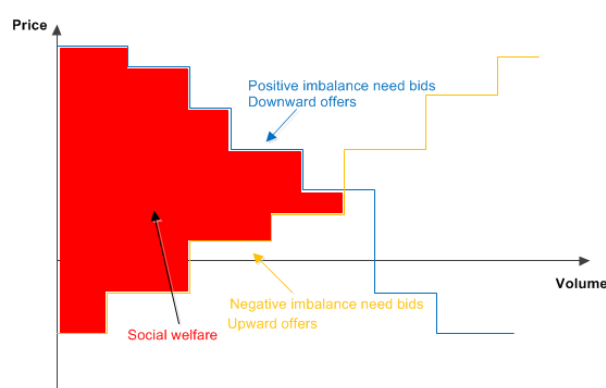 Price
Positive imbalance need bids
Downward offers
Volume
Negative imbalance need bids
Upward offers
Social welfare